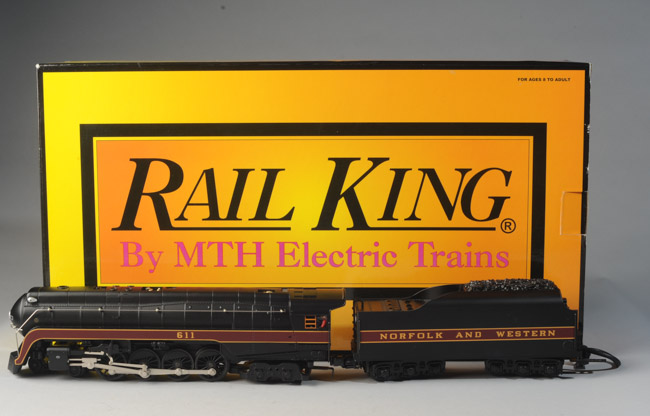 FOR AGES 8 TO ADULT
RAIL KING®
By MTH Electric Trains
611
NORFOLK AND WESTERN